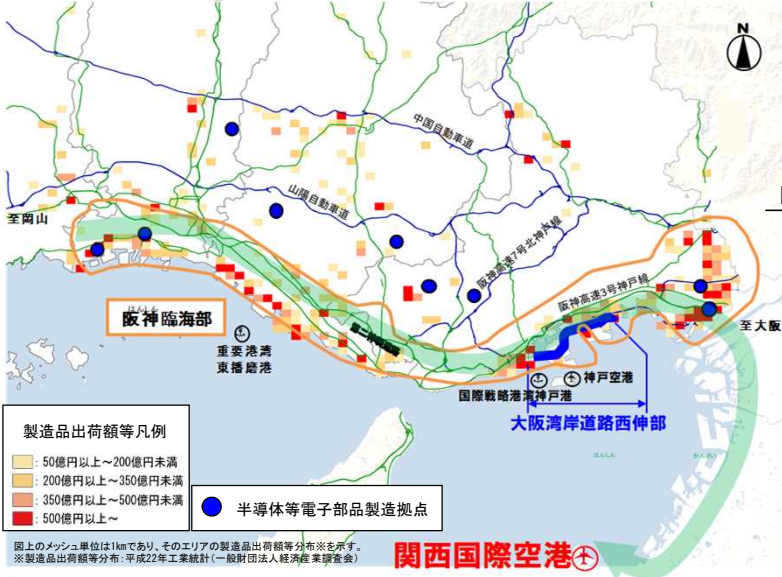 N
中国自動車道
山陽自動車道
至岡山
阪神高速7号北神戸線
阪神高速3号神戸線
はんしん
阪神臨海部
第二神明道路
至大阪
重要港湾
東播磨港
国際戦略港湾神戸港
神戸空港
大阪湾岸道路西伸部
はんしん
製造品出荷額等凡例
:50億円以上~200億円未満
:200億円以上~350億円未満
:350億円以上~500億円未満
:500億円以上~
半導体等電子部品製造拠点
図上のメッシュ単位は1kmであり、そのエリアの製造品出荷額等分布※を示す。
※製造品出荷額等分布:平成22年工業統計(一般財団法人経済産業調査会)
関西国際空港